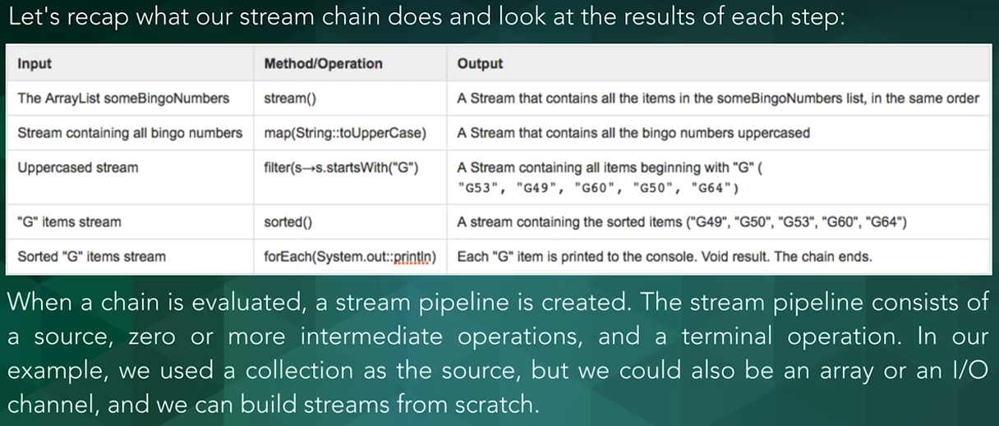 Let's recap what our stream chain does and look at the results of each step:
Input Method/Operation Output
The ArrayList someBingoNumbers stream() A Stream that contains all the items in the someBingoNumbers list, in the same order
Stream containing all bingo numbers map(String::toUpperCase) A Stream that contains all the bingo numbers uppercased
Uppercased stream filter(s→s.startsWith("G") A Stream containing all items beginning with "G" (
"G53", "G49", "G60", "G50", "G64")
"G" items stream sorted() A stream containing the sorted items ("G49", "G50", "G53", "G60", "G64")
Sorted "G" items stream forEach(System.out::println) Each "G" item is printed to the console. Void result. The chain ends.
When a chain is evaluated, a stream pipeline is created. The stream pipeline consists of
a source, zero or more intermediate operations, and a terminal operation. In our
example, we used a collection as the source, but we could also be an array or an I/O
channel, and we can build streams from scratch.